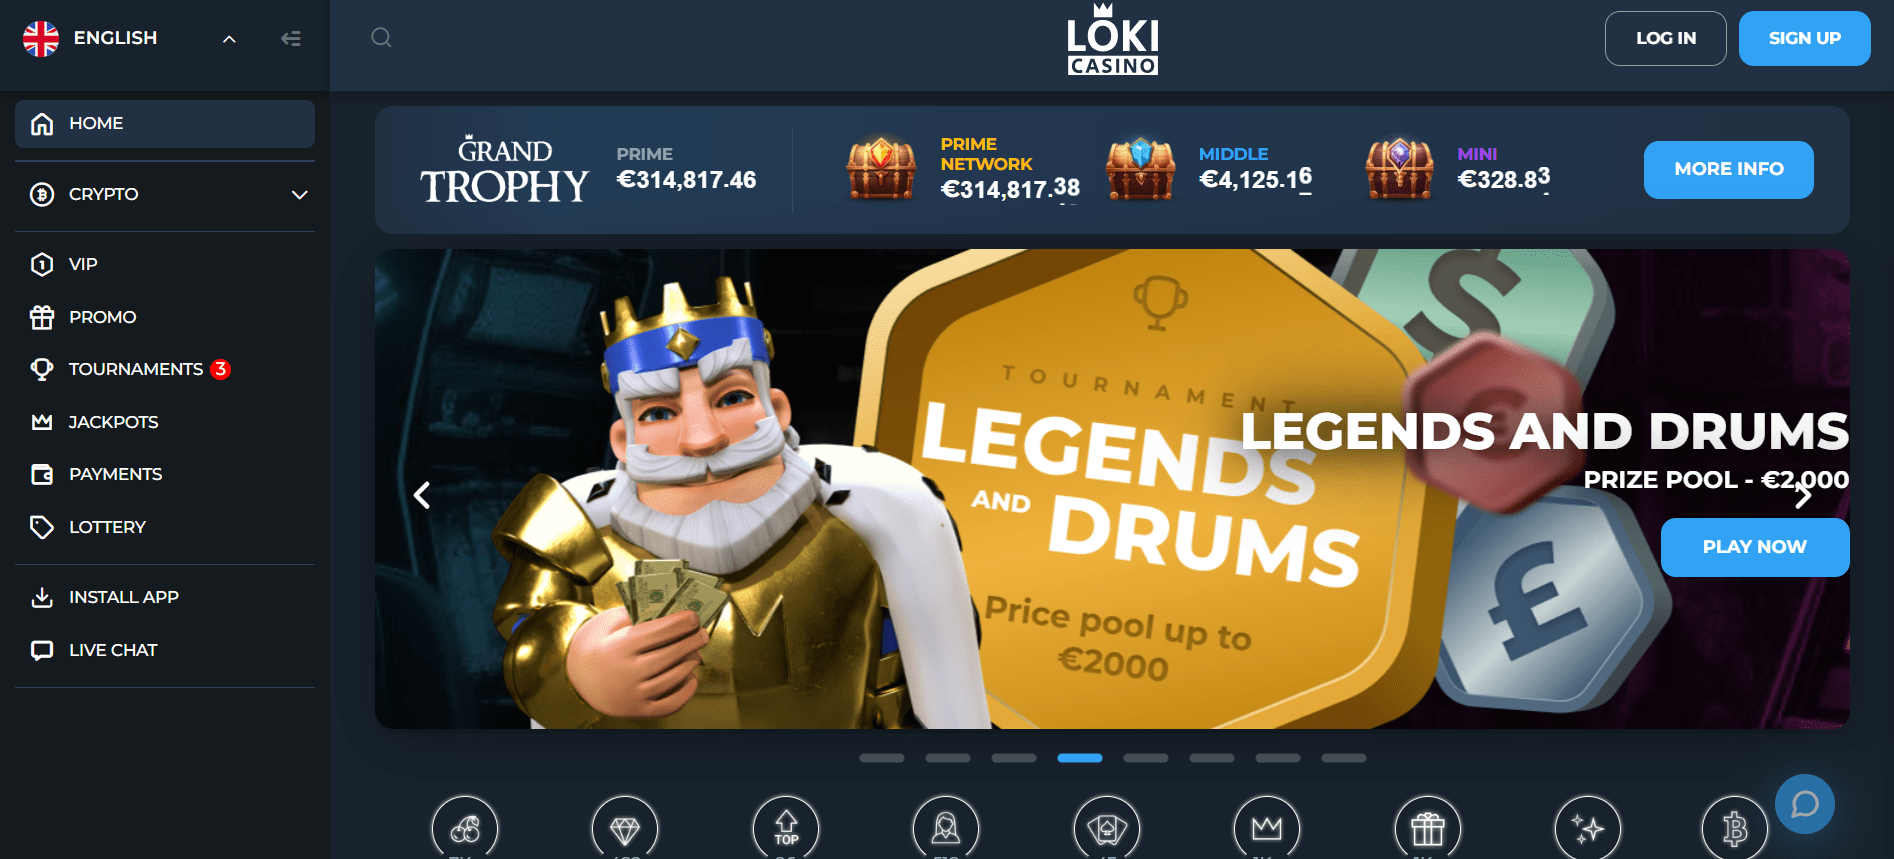 ENGLISH
LOKI
CASINO
LOG IN
SIGN UP
HOME
CRYPTO
VIP
PROMO
TOURNAMENTS 3
JACKPOTS
PAYMENTS
LOTTERY
INSTALL APP
LIVE CHAT
GRAND
TROPHY
PRIME
€314,817.46
PRIME
NETWORK
€314,817.38
MIDDLE
€4,125.16
MINI
€328.83
MORE INFO
TOURNAMENT
LEGENDS
AND DRUMS
Price pool up to
€2000
LEGENDS AND DRUMS
PRIZE POOL - €2,000
PLAY NOW
TOP